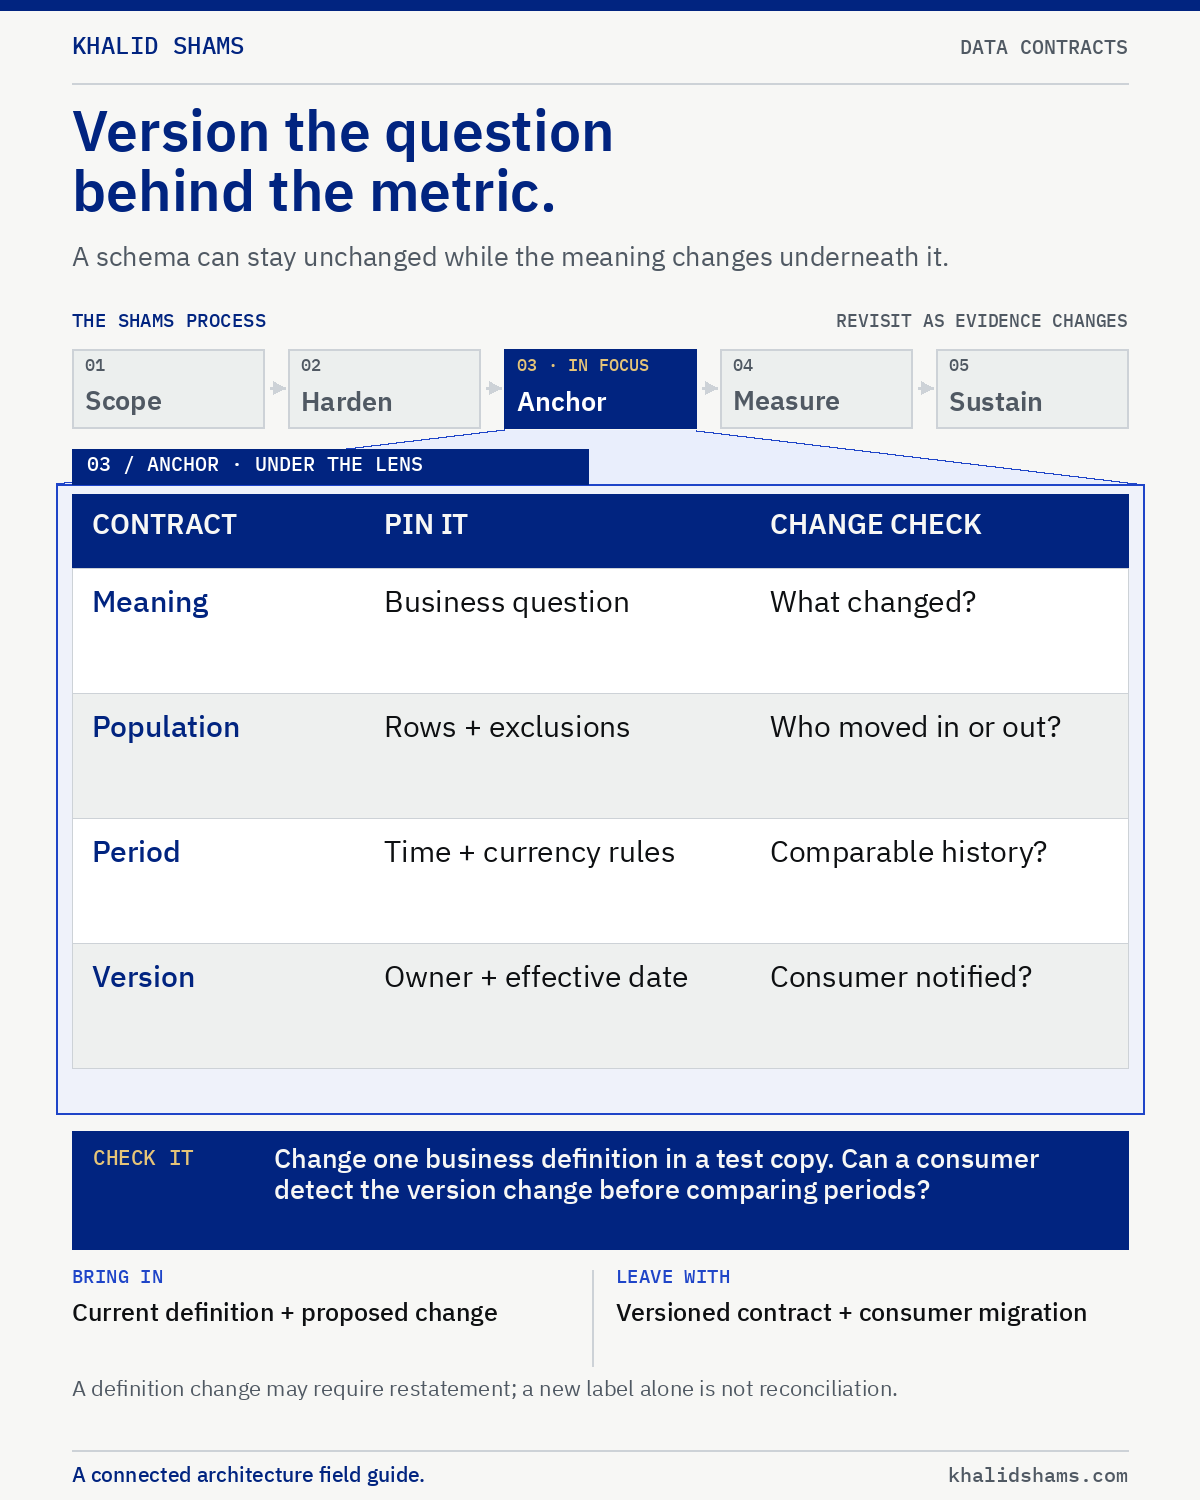 KHALID SHAMS
DATA CONTRACTS
Version the question
behind the metric.
A schema can stay unchanged while the meaning changes underneath it.
THE SHAMS PROCESS
REVISIT AS EVIDENCE CHANGES
01
Scope
02
Harden
03 · IN FOCUS
Anchor
04
Measure
05
Sustain
03 / ANCHOR · UNDER THE LENS
CONTRACT PIN IT CHANGE CHECK
Meaning Business question What changed?
Population Rows + exclusions Who moved in or out?
Period Time + currency rules Comparable history?
Version Owner + effective date Consumer notified?
CHECK IT
Change one business definition in a test copy. Can a consumer
detect the version change before comparing periods?
BRING IN
Current definition + proposed change
LEAVE WITH
Versioned contract + consumer migration
A definition change may require restatement; a new label alone is not reconciliation.
A connected architecture field guide.
khalidshams.com